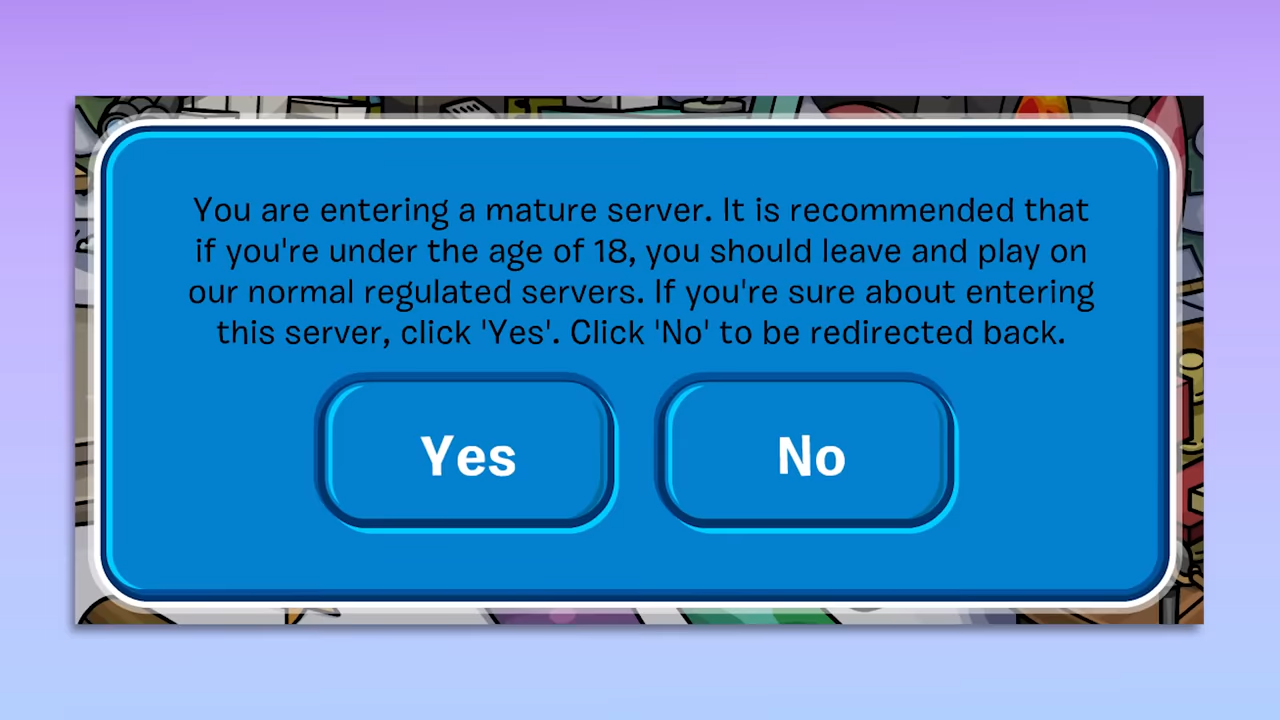 You are entering a mature server. It is recommended that
if you're under the age of 18, you should leave and play on
our normal regulated servers. If you're sure about entering
this server, click 'Yes'. Click 'No' to be redirected back.
Yes No